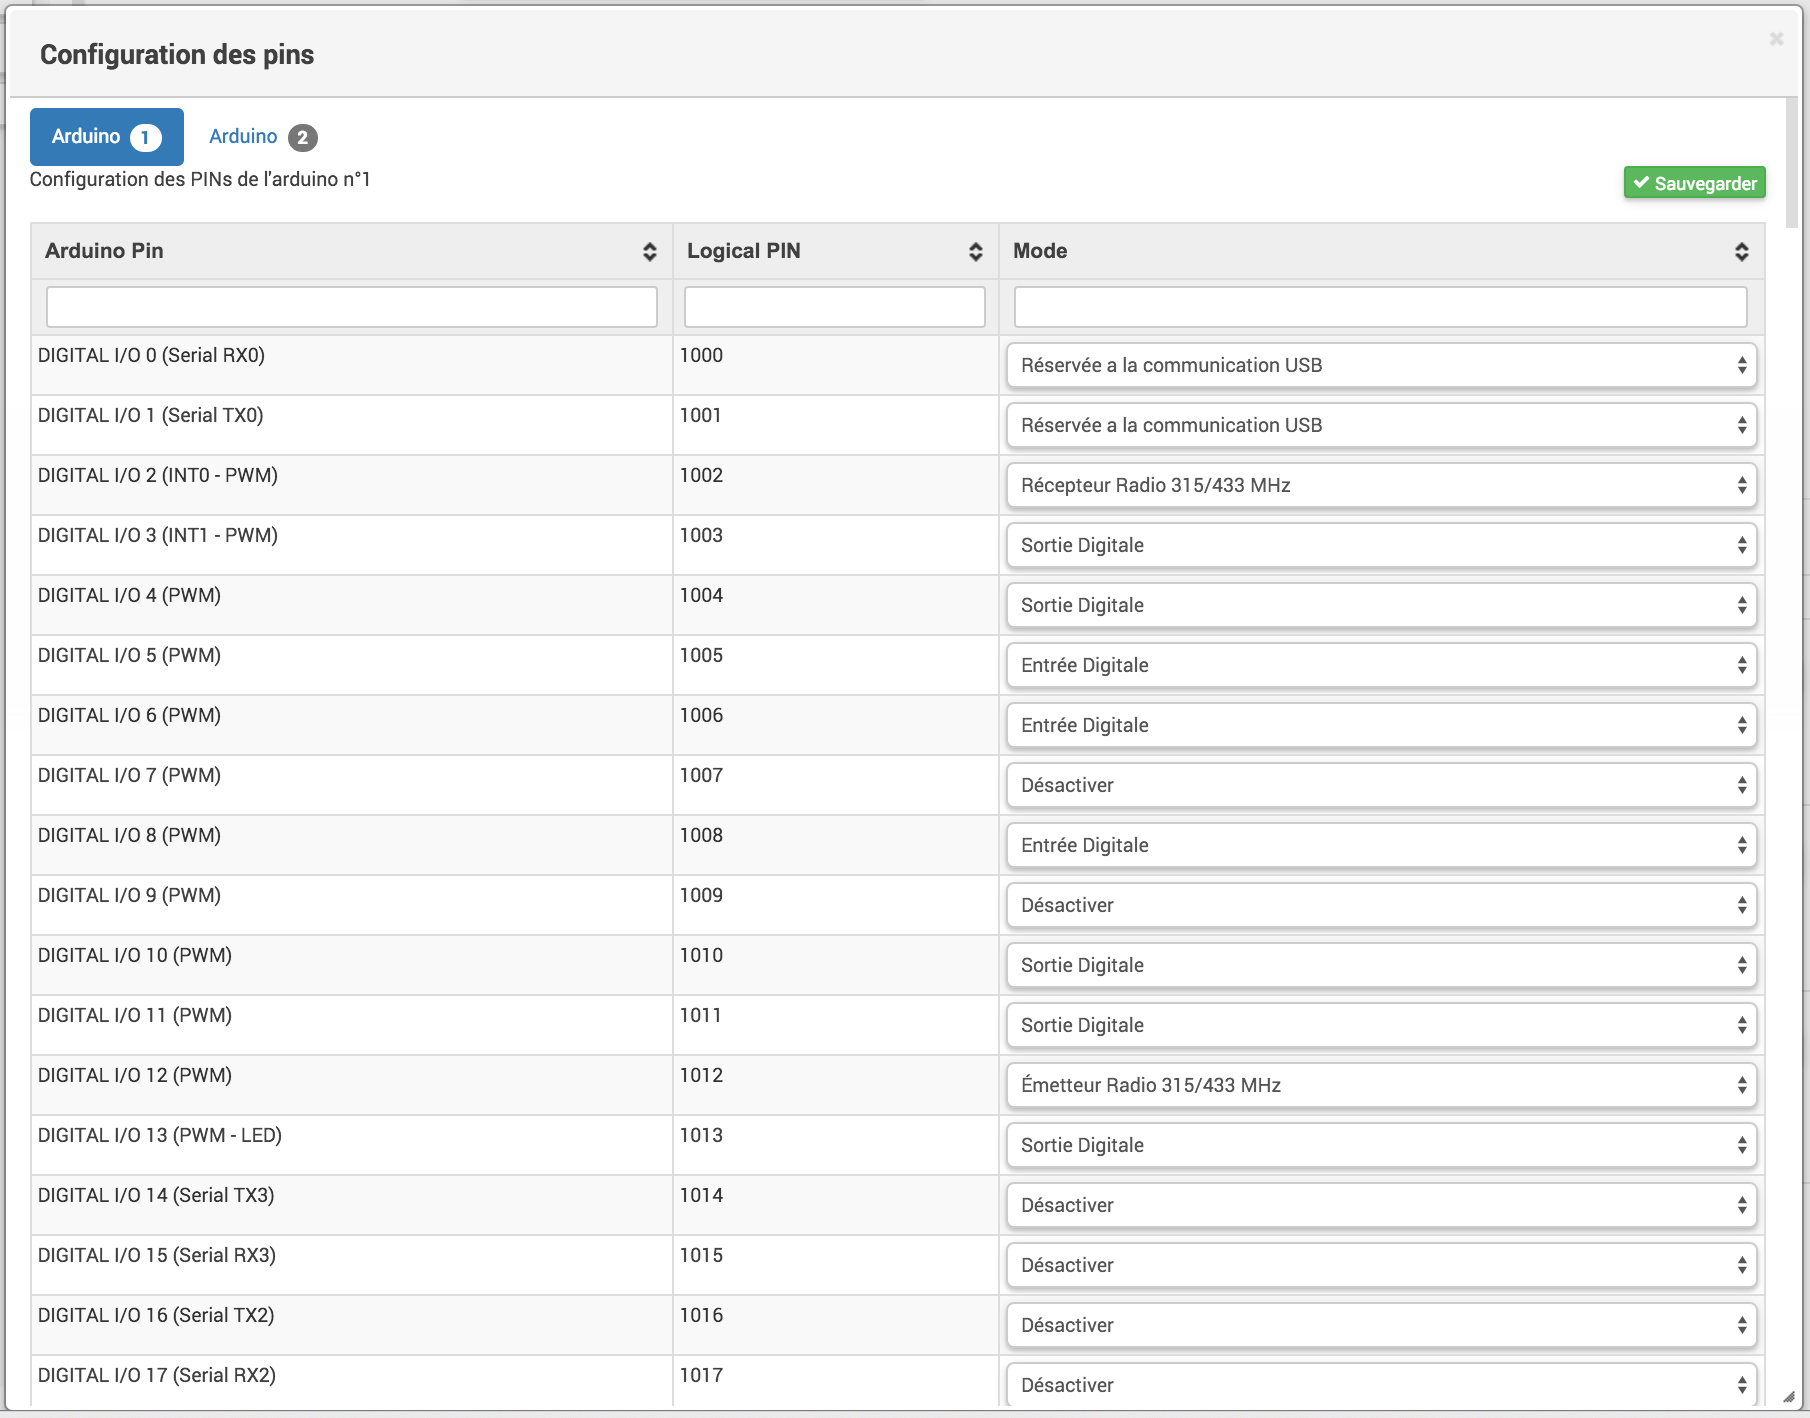 Configuration des pins
Arduino 1 Arduino 2
Configuration des PINs de l'arduino n°1
Sauvegarder
Arduino Pin Logical PIN Mode
DIGITAL I/O 0 (Serial RX0) 1000 Réservée a la communication USB
DIGITAL I/O 1 (Serial TX0) 1001 Réservée a la communication USB
DIGITAL I/O 2 (INT0 - PWM) 1002 Récepteur Radio 315/433 MHz
DIGITAL I/O 3 (INT1 - PWM) 1003 Sortie Digitale
DIGITAL I/O 4 (PWM) 1004 Sortie Digitale
DIGITAL I/O 5 (PWM) 1005 Entrée Digitale
DIGITAL I/O 6 (PWM) 1006 Entrée Digitale
DIGITAL I/O 7 (PWM) 1007 Désactiver
DIGITAL I/O 8 (PWM) 1008 Entrée Digitale
DIGITAL I/O 9 (PWM) 1009 Désactiver
DIGITAL I/O 10 (PWM) 1010 Sortie Digitale
DIGITAL I/O 11 (PWM) 1011 Sortie Digitale
DIGITAL I/O 12 (PWM) 1012 Émetteur Radio 315/433 MHz
DIGITAL I/O 13 (PWM - LED) 1013 Sortie Digitale
DIGITAL I/O 14 (Serial TX3) 1014 Désactiver
DIGITAL I/O 15 (Serial RX3) 1015 Désactiver
DIGITAL I/O 16 (Serial TX2) 1016 Désactiver
DIGITAL I/O 17 (Serial RX2) 1017 Désactiver